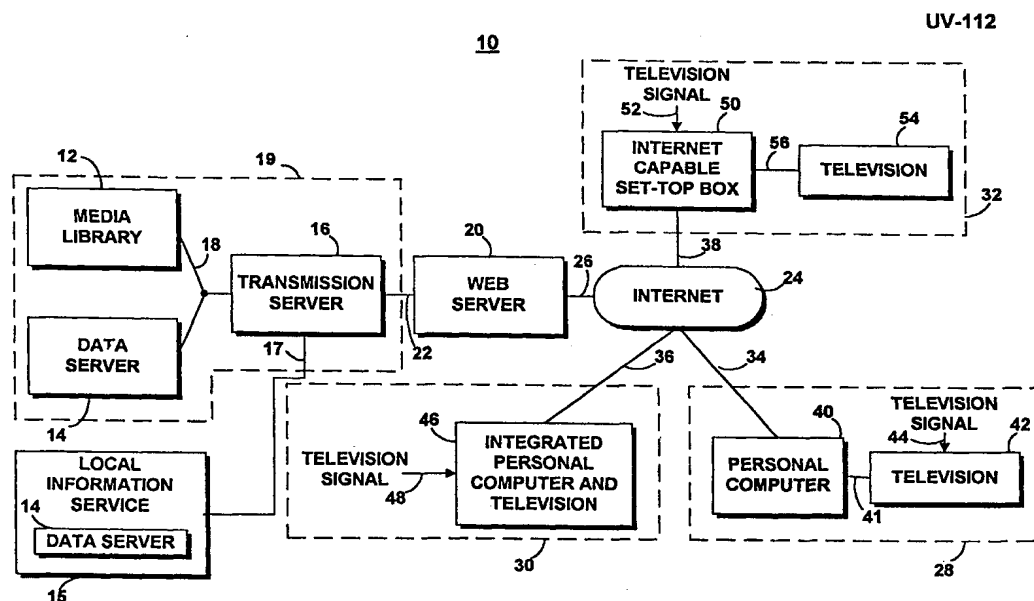 UV-112
10
TELEVISION
SIGNAL
52
50
54
INTERNET
CAPABLE
SET-TOP BOX
56
TELEVISION
32
38
12
19
MEDIA
LIBRARY
18
16
TRANSMISSION
SERVER
20
WEB
SERVER
26
INTERNET
24
DATA
SERVER
14
17
22
36
34
LOCAL
INFORMATION
SERVICE
14
DATA SERVER
15
46
TELEVISION
SIGNAL
48
INTEGRATED
PERSONAL
COMPUTER AND
TELEVISION
30
40
TELEVISION
SIGNAL
44
42
PERSONAL
COMPUTER
41
TELEVISION
28